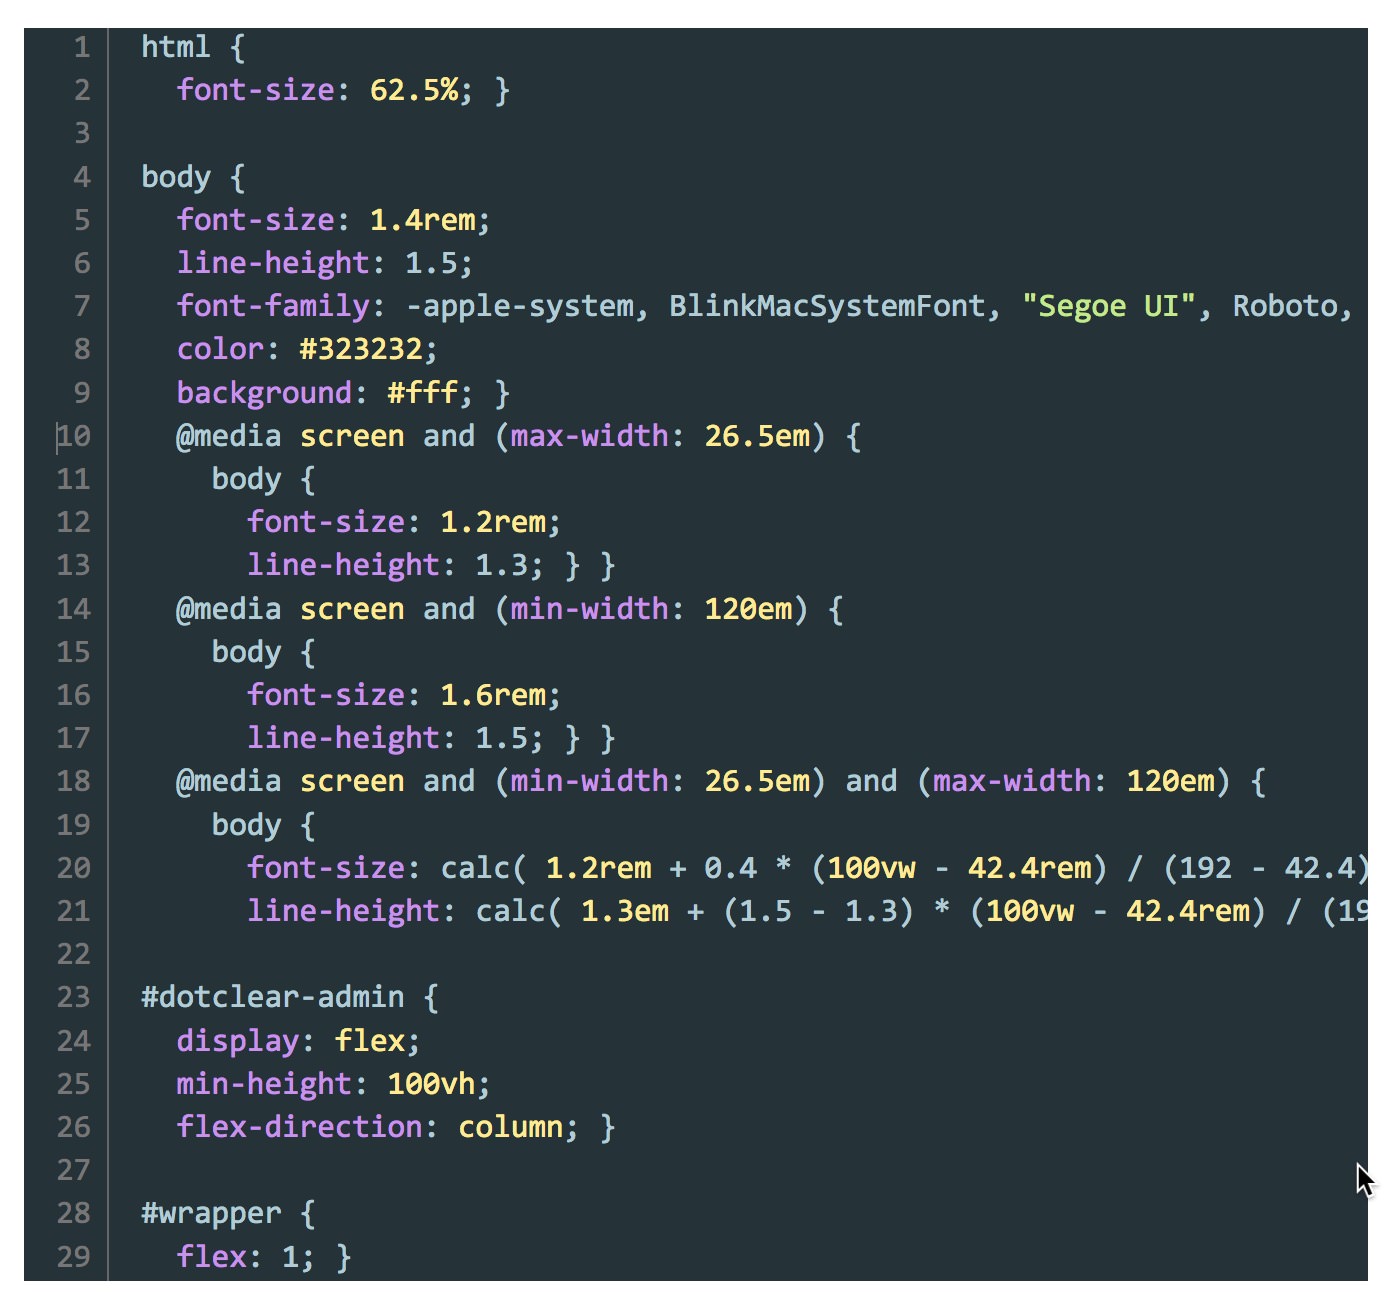 1 html {
2 font-size: 62.5%; }
3
4 body {
5 font-size: 1.4rem;
6 line-height: 1.5;
7 font-family: -apple-system, BlinkMacSystemFont, "Segoe UI", Roboto,
8 color: #323232;
9 background: #fff; }
10 @media screen and (max-width: 26.5em) {
11 body {
12 font-size: 1.2rem;
13 line-height: 1.3; } }
14 @media screen and (min-width: 120em) {
15 body {
16 font-size: 1.6rem;
17 line-height: 1.5; } }
18 @media screen and (min-width: 26.5em) and (max-width: 120em) {
19 body {
20 font-size: calc( 1.2rem + 0.4 * (100vw - 42.4rem) / (192 - 42.4)
21 line-height: calc( 1.3em + (1.5 - 1.3) * (100vw - 42.4rem) / (19
22
23 #dotclear-admin {
24 display: flex;
25 min-height: 100vh;
26 flex-direction: column; }
27
28 #wrapper {
29 flex: 1; }